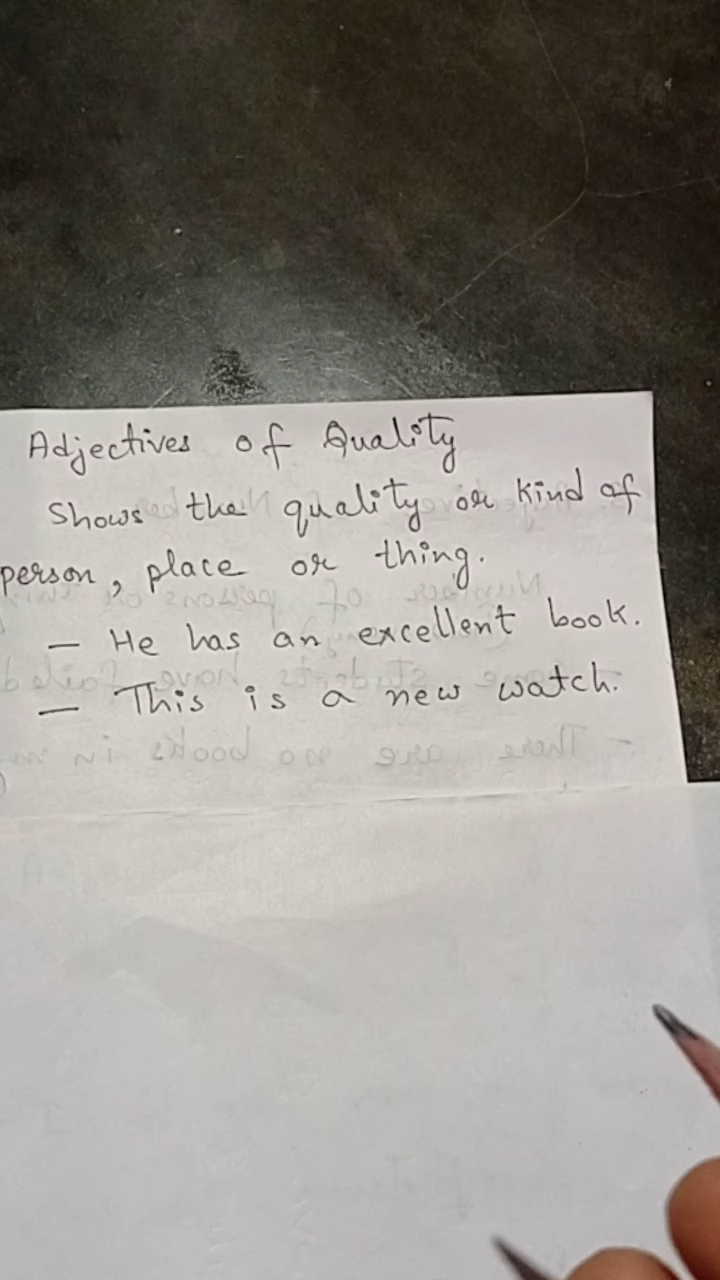 Adjectives of Quality
Shows the quality or kind of
person, place or thing.
— He has an excellent book.
— This is a new watch.